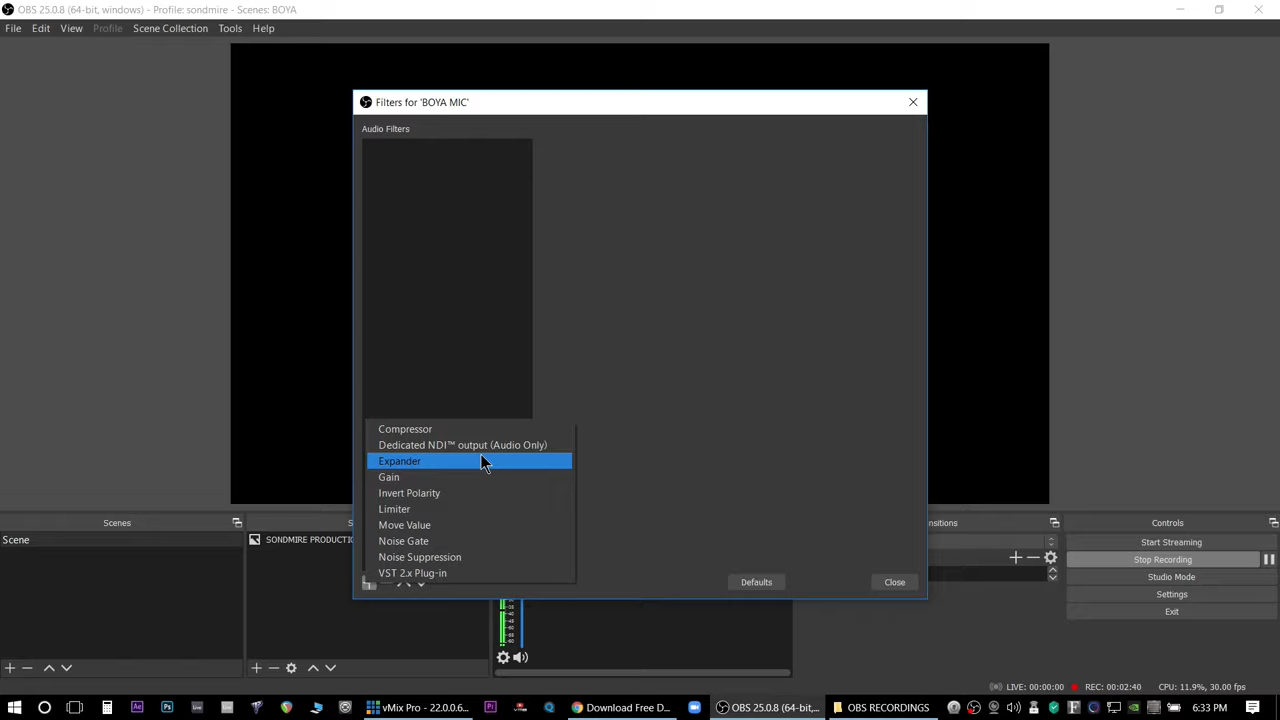 OBS 25.0.8 (64-bit, windows) - Profile: sondmire - Scenes: BOYA
File Edit View Profile Scene Collection Tools Help
Filters for 'BOYA MIC'
Audio Filters
Compressor
Dedicated NDI™ output (Audio Only)
Expander
Gain
Invert Polarity
Limiter
Move Value
Noise Gate
Noise Suppression
VST 2.x Plug-in
Defaults
Close
Scenes
Scene
SONDMIRE PRODUCTIO
Controls
Start Streaming
Stop Recording
Studio Mode
Settings
Exit
LIVE: 00:00:00 REC: 00:02:40 CPU: 11.9%, 30.00 fps
vMix Pro - 22.0.0.6... Download Free D... OBS 25.0.8 (64-bit,... OBS RECORDINGS 6:33 PM